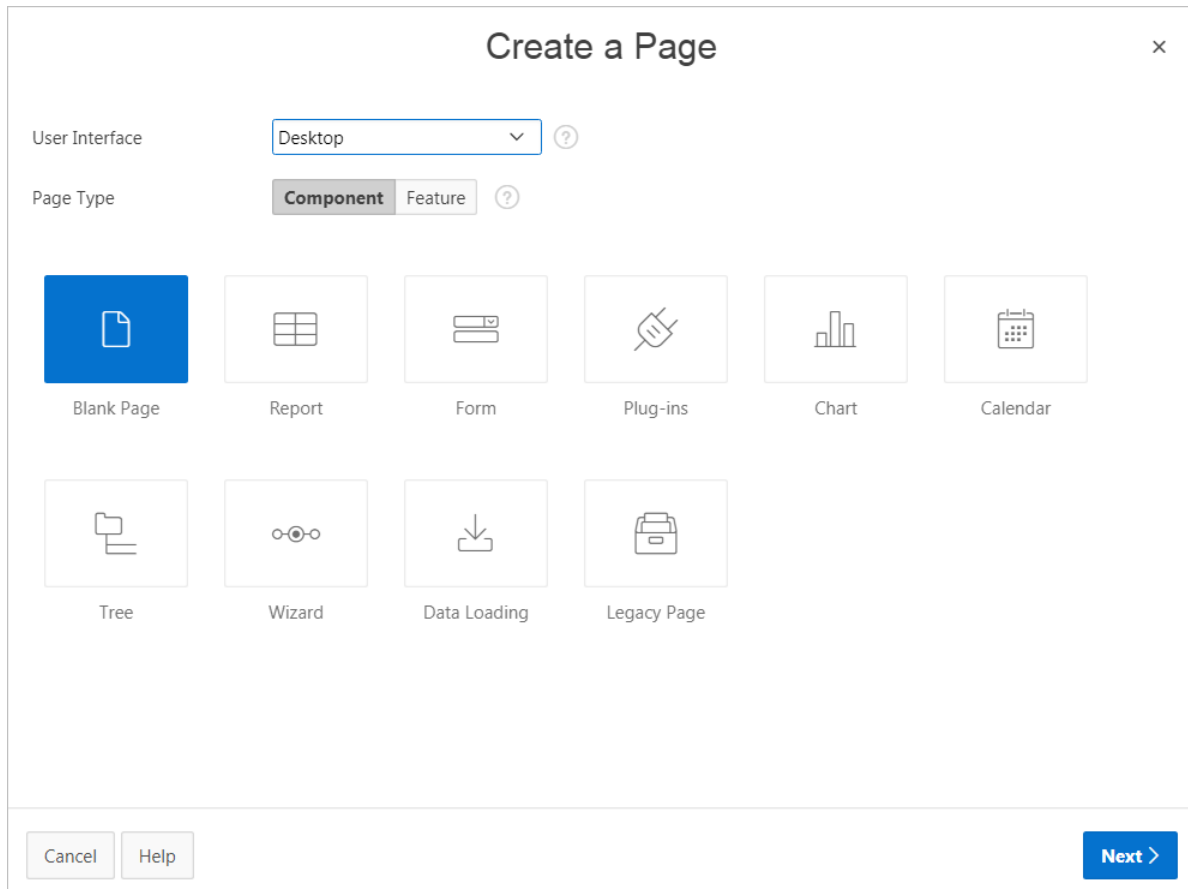 Create a Page
User Interface
Desktop
Page Type
Component Feature
Blank Page Report Form Plug-ins Chart Calendar
Tree Wizard Data Loading Legacy Page
Cancel Help Next